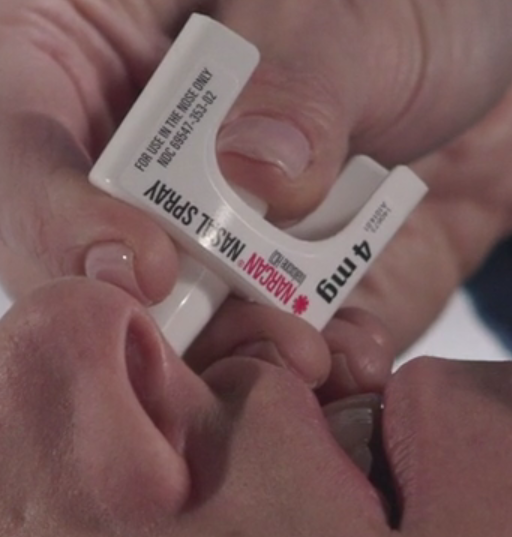 FOR USE IN THE NOSE ONLY
NDC 69547-353-02
NARCAN® NASAL SPRAY
4 mg